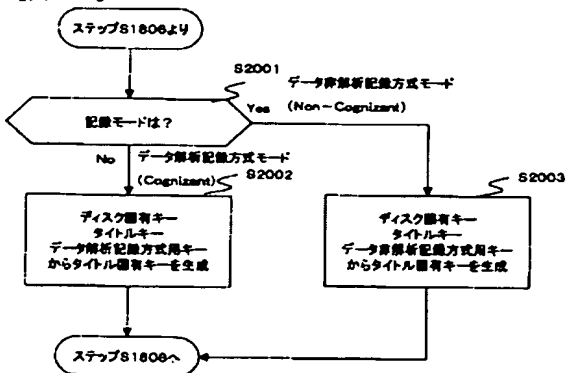 ステップS1806より
S2001
データ非解析記録方式モード
Yes (Non-Cognizant)
記録モードは?
No データ解析記録方式モード
(Cognizant) S2002
S2003
ディスク固有キー
タイトルキー
データ解析記録方式用キー
からタイトル固有キーを生成
ディスク固有キー
タイトルキー
データ非解析記録方式用キー
からタイトル固有キーを生成
ステップS1808へ